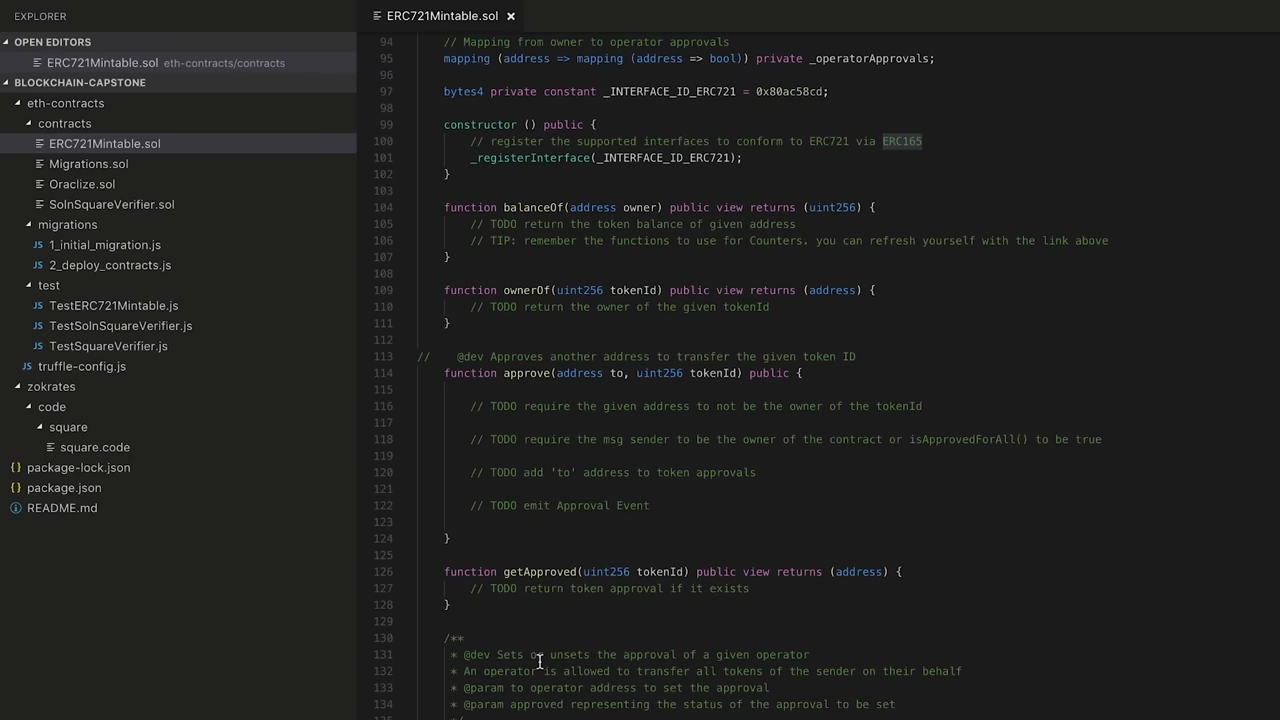 EXPLORER
OPEN EDITORS
ERC721Mintable.sol eth-contracts/contracts
BLOCKCHAIN-CAPSTONE
eth-contracts
contracts
ERC721Mintable.sol
Migrations.sol
Oraclize.sol
SolnSquareVerifier.sol
migrations
JS 1_initial_migration.js
JS 2_deploy_contracts.js
test
JS TestERC721Mintable.js
JS TestSolnSquareVerifier.js
JS TestSquareVerifier.js
JS truffle-config.js
zokrates
code
square
square.code
{ } package-lock.json
{ } package.json
README.md
ERC721Mintable.sol ×
94 // Mapping from owner to operator approvals
95 mapping (address => mapping (address => bool)) private _operatorApprovals;
96
97 bytes4 private constant _INTERFACE_ID_ERC721 = 0x80ac58cd;
98
99 constructor () public {
100 // register the supported interfaces to conform to ERC721 via ERC165
101 _registerInterface(_INTERFACE_ID_ERC721);
102 }
103
104 function balanceOf(address owner) public view returns (uint256) {
105 // TODO return the token balance of given address
106 // TIP: remember the functions to use for Counters. you can refresh yourself with the link above
107 }
108
109 function ownerOf(uint256 tokenId) public view returns (address) {
110 // TODO return the owner of the given tokenId
111 }
112
113 // @dev Approves another address to transfer the given token ID
114 function approve(address to, uint256 tokenId) public {
115
116 // TODO require the given address to not be the owner of the tokenId
117
118 // TODO require the msg sender to be the owner of the contract or isApprovedForAll() to be true
119
120 // TODO add 'to' address to token approvals
121
122 // TODO emit Approval Event
123
124 }
125
126 function getApproved(uint256 tokenId) public view returns (address) {
127 // TODO return token approval if it exists
128 }
129
130 /**
131 * @dev Sets or unsets the approval of a given operator
132 * An operator is allowed to transfer all tokens of the sender on their behalf
133 * @param to operator address to set the approval
134 * @param approved representing the status of the approval to be set